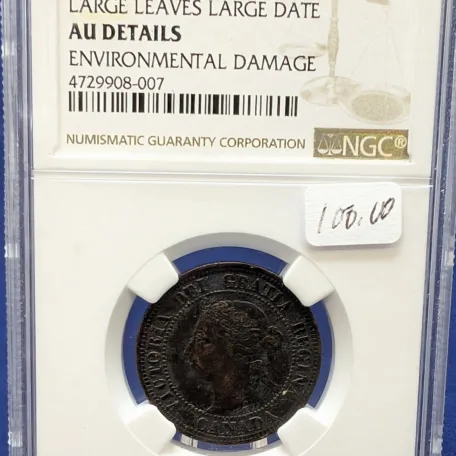 LARGE LEAVES LARGE DATE
AU DETAILS
ENVIRONMENTAL DAMAGE
4729908-007
NUMISMATIC GUARANTY CORPORATION
NGC®
100.00
VICTORIA DEI GRATIA REGINA
CANADA